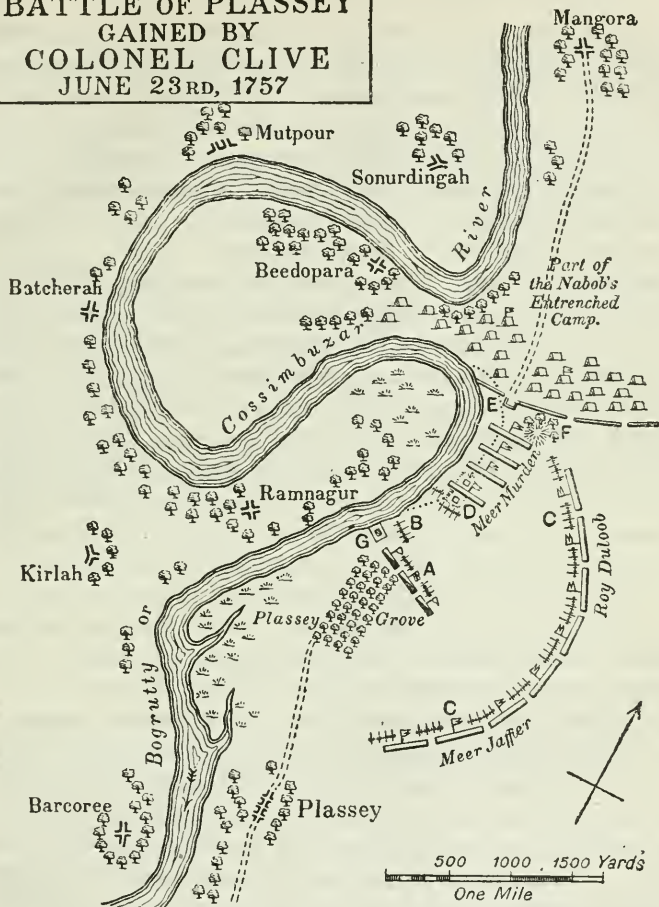 BATTLE OF PLASSEY
GAINED BY
COLONEL CLIVE
JUNE 23RD, 1757
Mangora
Mutpour
Sonurdingah
River
Beedopara
Batcherah
Part of
the Nabob's
Entrenched
Camp.
Cossimbuzar
E
F
Meer Murden
D
Ramnagur
C
Roy Duloob
B
G
A
Kirlah
Plassey Grove
or
Bogrutty
C
Meer Jaffier
Barcoree
Plassey
500 1000 1500 Yards
One Mile